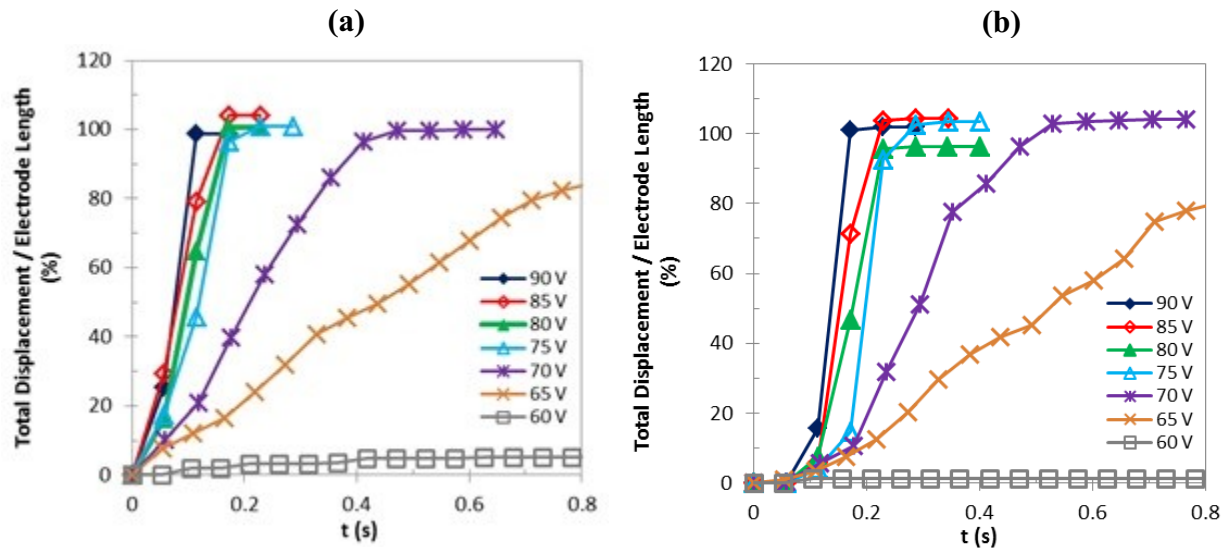 (a)
120
100
80
60
40
20
0
0
0.2
0.4
0.6
0.8
t (s)
Total Displacement / Electrode Length
(%)
90 V
85 V
80 V
75 V
70 V
65 V
60 V
(b)
120
100
80
60
40
20
0
0
0.2
0.4
0.6
0.8
t (s)
Total Displacement / Electrode Length
(%)
90 V
85 V
80 V
75 V
70 V
65 V
60 V